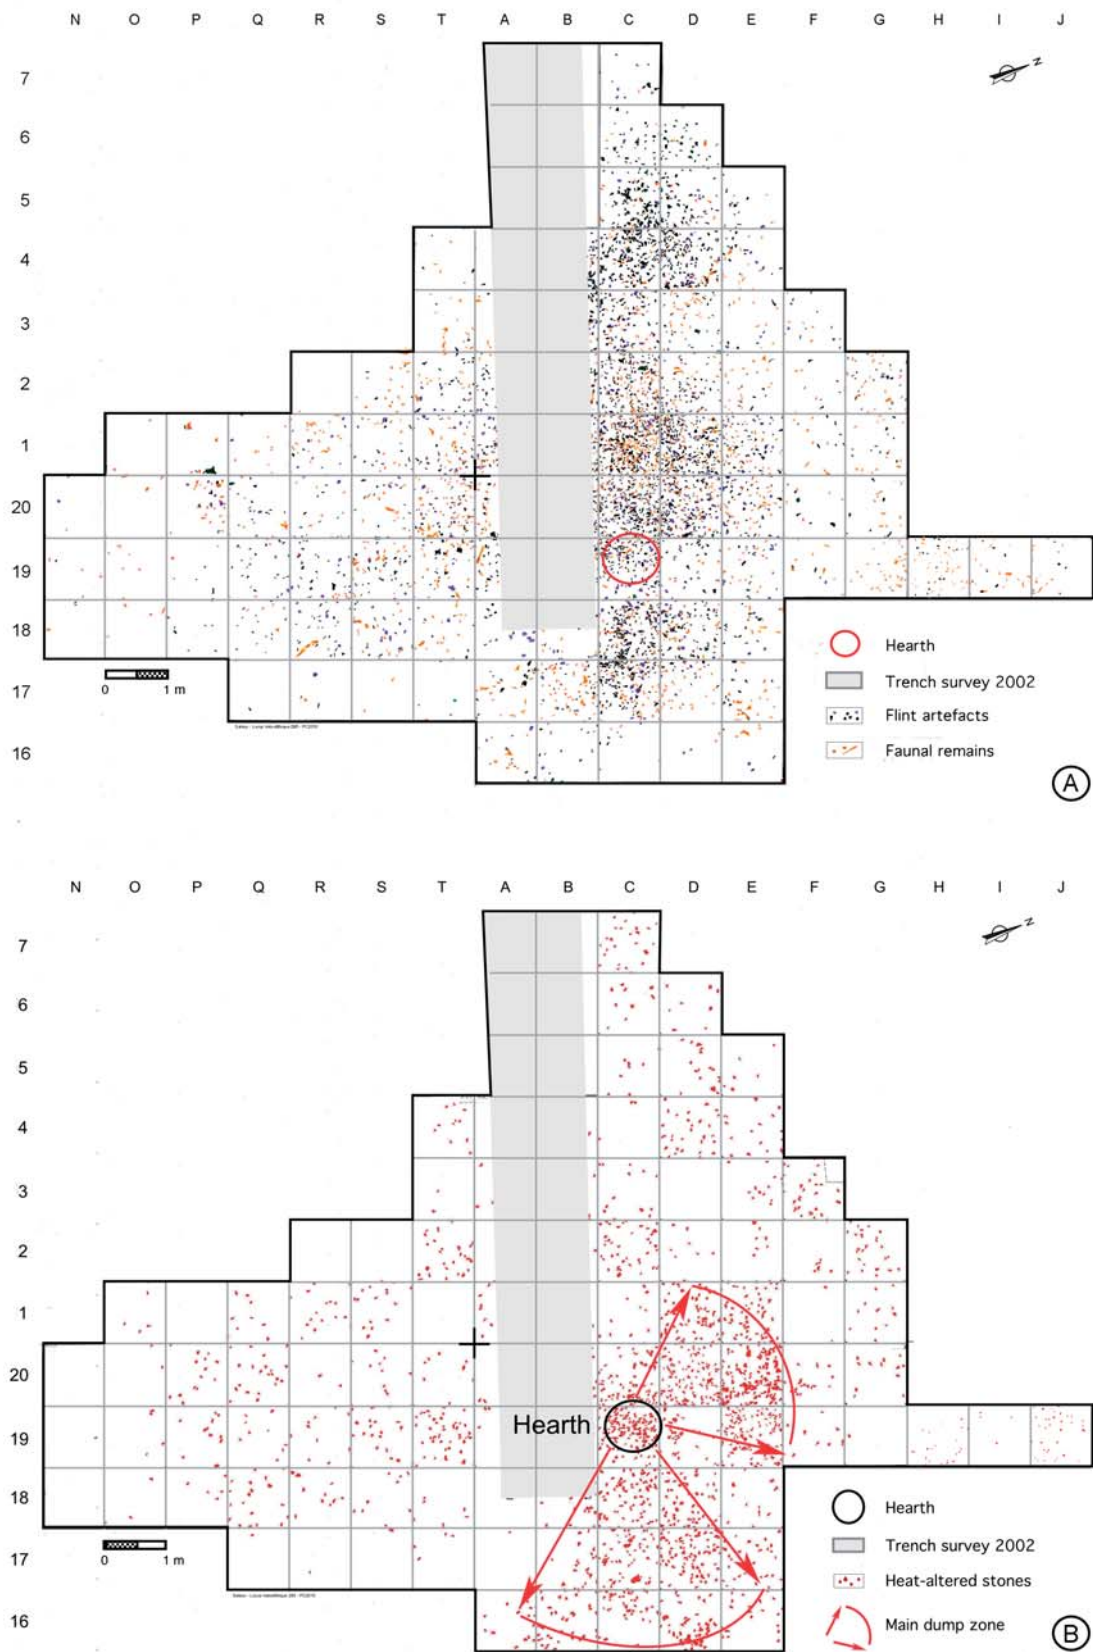 N O P Q R S T A B C D E F G H I J
N
7
6
5
4
3
2
1
20
19
18
17
16
0 1 m
Hearth
Trench survey 2002
Flint artefacts
Faunal remains
A
N O P Q R S T A B C D E F G H I J
N
7
6
5
4
3
2
1
20
19
Hearth
18
17
16
0 1 m
Hearth
Trench survey 2002
Heat-altered stones
Main dump zone
B